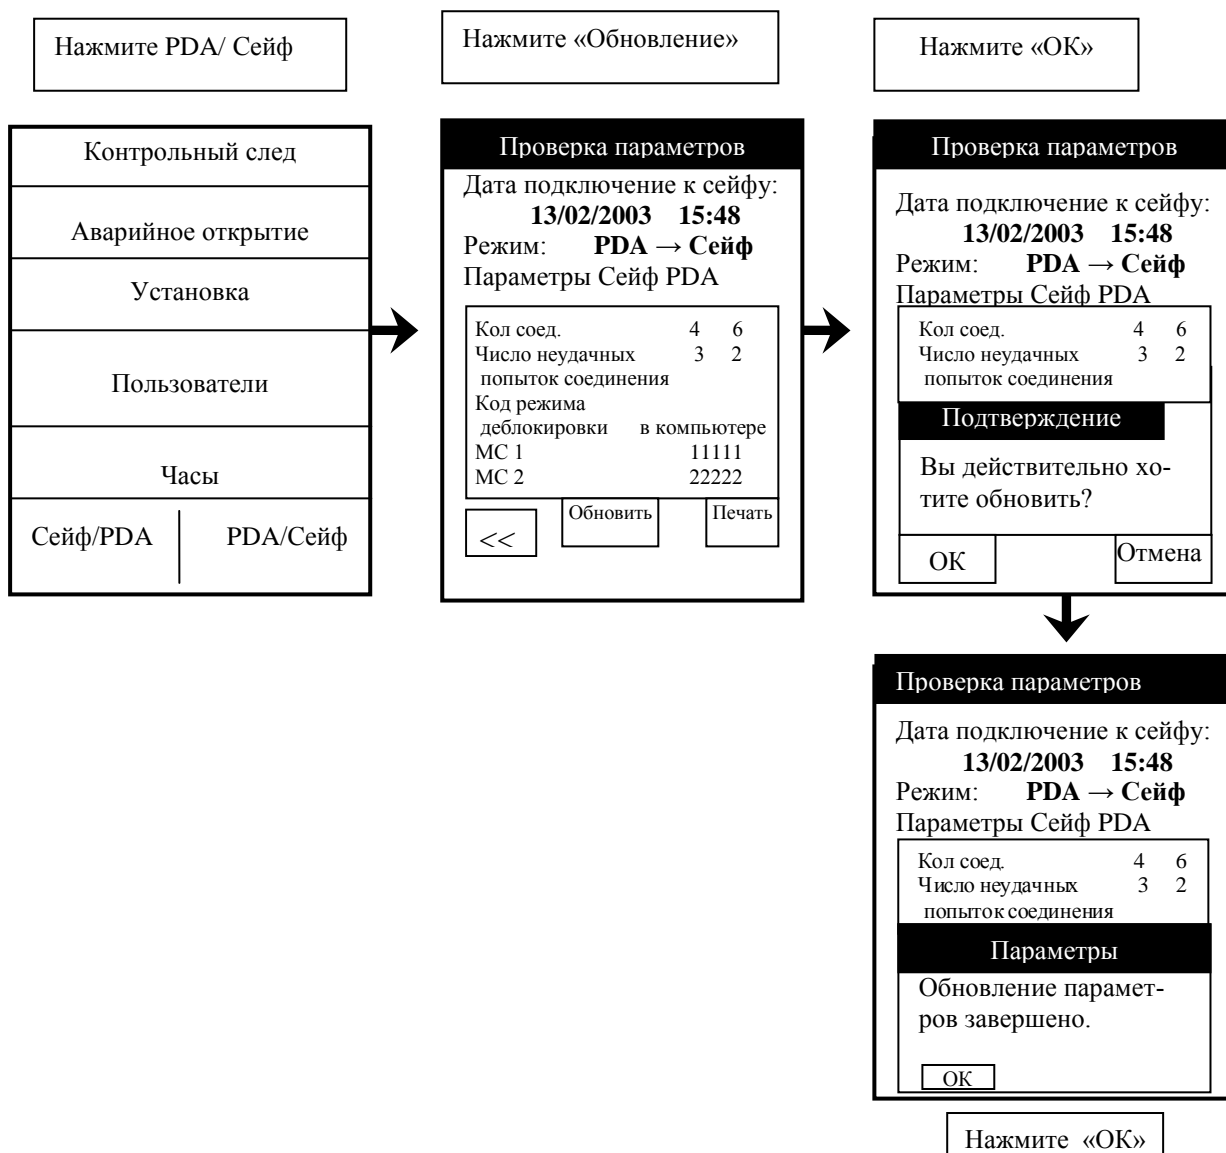 Нажмите PDA/ Сейф
Контрольный след
Аварийное открытие
Установка
Пользователи
Часы
Сейф/PDA
PDA/Сейф
Нажмите «Обновление»
Проверка параметров
Дата подключение к сейфу:
13/02/2003 15:48
Режим: PDA → Сейф
Параметры Сейф PDA
Кол соед. 4 6
Число неудачных 3 2
попыток соединения
Код режима
деблокировки в компьютере
МС 1 11111
МС 2 22222
<<
Обновить
Печать
Нажмите «ОК»
Проверка параметров
Дата подключение к сейфу:
13/02/2003 15:48
Режим: PDA → Сейф
Параметры Сейф PDA
Кол соед. 4 6
Число неудачных 3 2
попыток соединения
Подтверждение
Вы действительно хо-
тите обновить?
ОК
Отмена
Проверка параметров
Дата подключение к сейфу:
13/02/2003 15:48
Режим: PDA → Сейф
Параметры Сейф PDA
Кол соед. 4 6
Число неудачных 3 2
попыток соединения
Параметры
Обновление парамет-
ров завершено.
ОК
Нажмите «ОК»